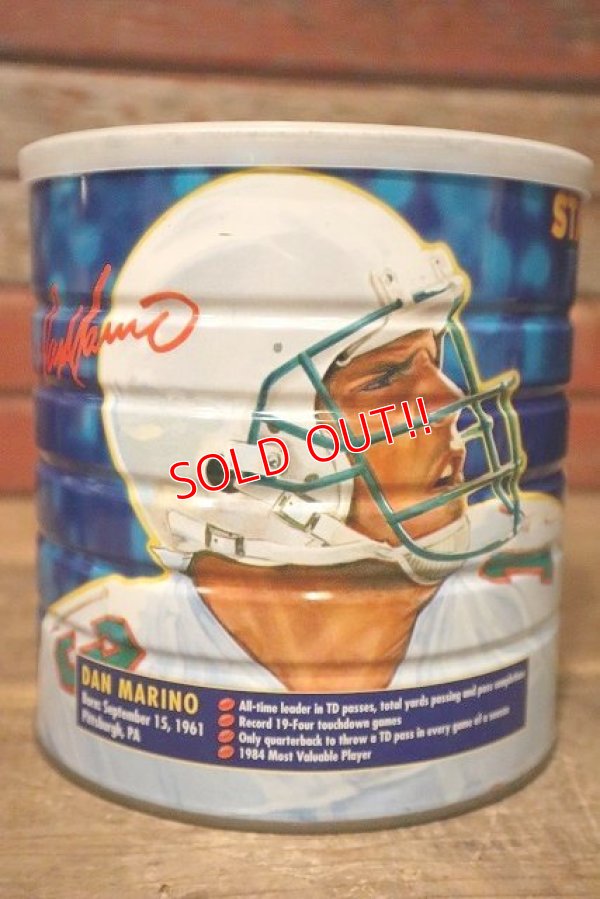 ST
SOLD OUT!!
DAN MARINO
Born: September 15, 1961
Pittsburgh, PA
All-time leader in TD passes, total yards passing and pass completions
Record 19-Four touchdown games
Only quarterback to throw a TD pass in every game of a season
1984 Most Valuable Player